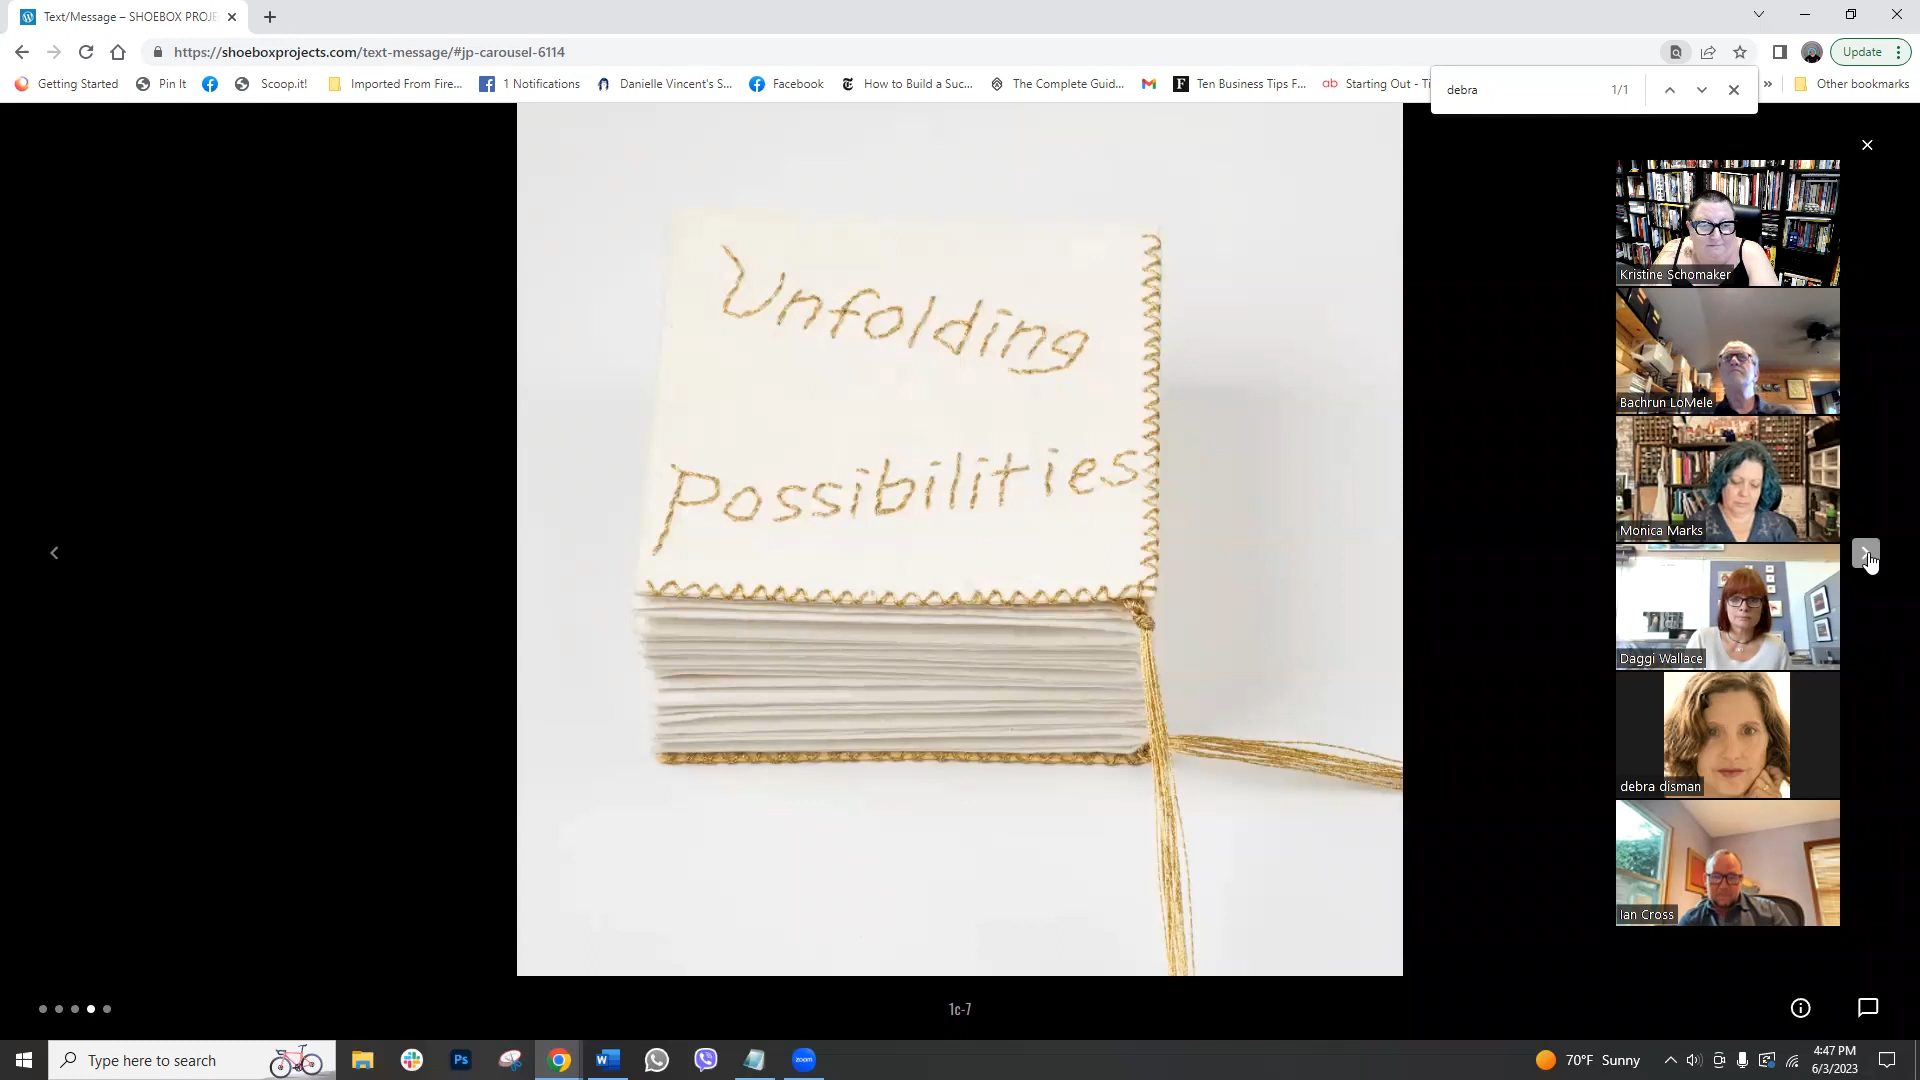 Text/Message – SHOEBOX PROJE
https://shoeboxprojects.com/text-message/#jp-carousel-6114
Update
Getting Started
Pin It
Scoop.it!
Imported From Fire...
1 Notifications
Danielle Vincent's S...
Facebook
How to Build a Suc...
The Complete Guid...
Ten Business Tips F...
ab Starting Out - Ti
Other bookmarks
debra 1/1
Unfolding
Possibilities
Kristine Schomaker
Bachrun LoMele
Monica Marks
Daggi Wallace
debra disman
Ian Cross
1c-7
Type here to search
Ps
zoom
70°F Sunny
4:47 PM
6/3/2023